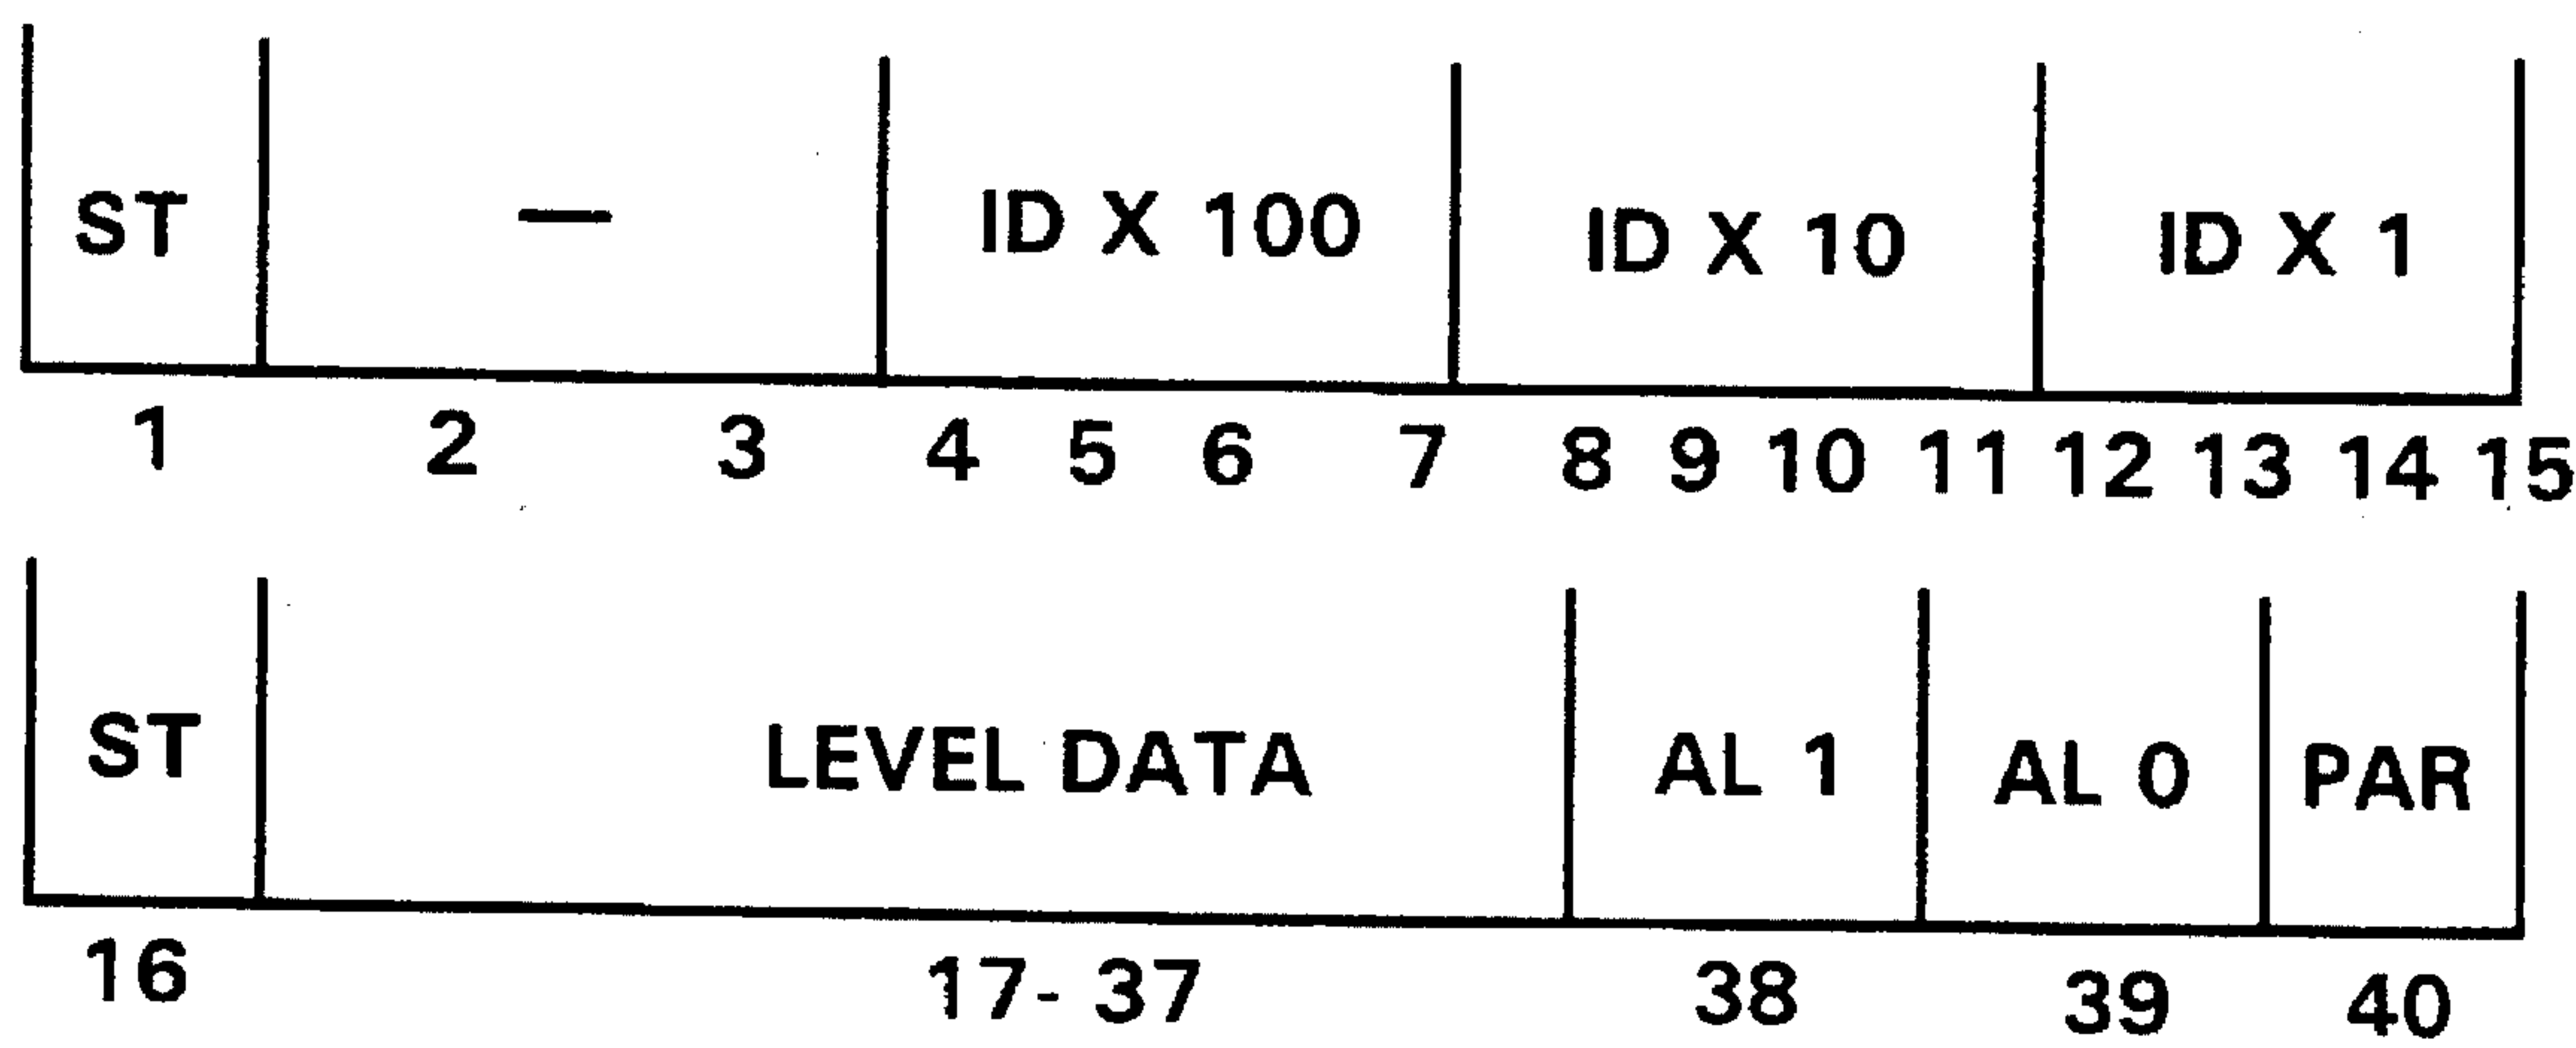 ST — ID X 100 ID X 10 ID X 1
1 2 3 4 5 6 7 8 9 10 11 12 13 14 15
ST LEVEL DATA AL 1 AL 0 PAR
16 17- 37 38 39 40